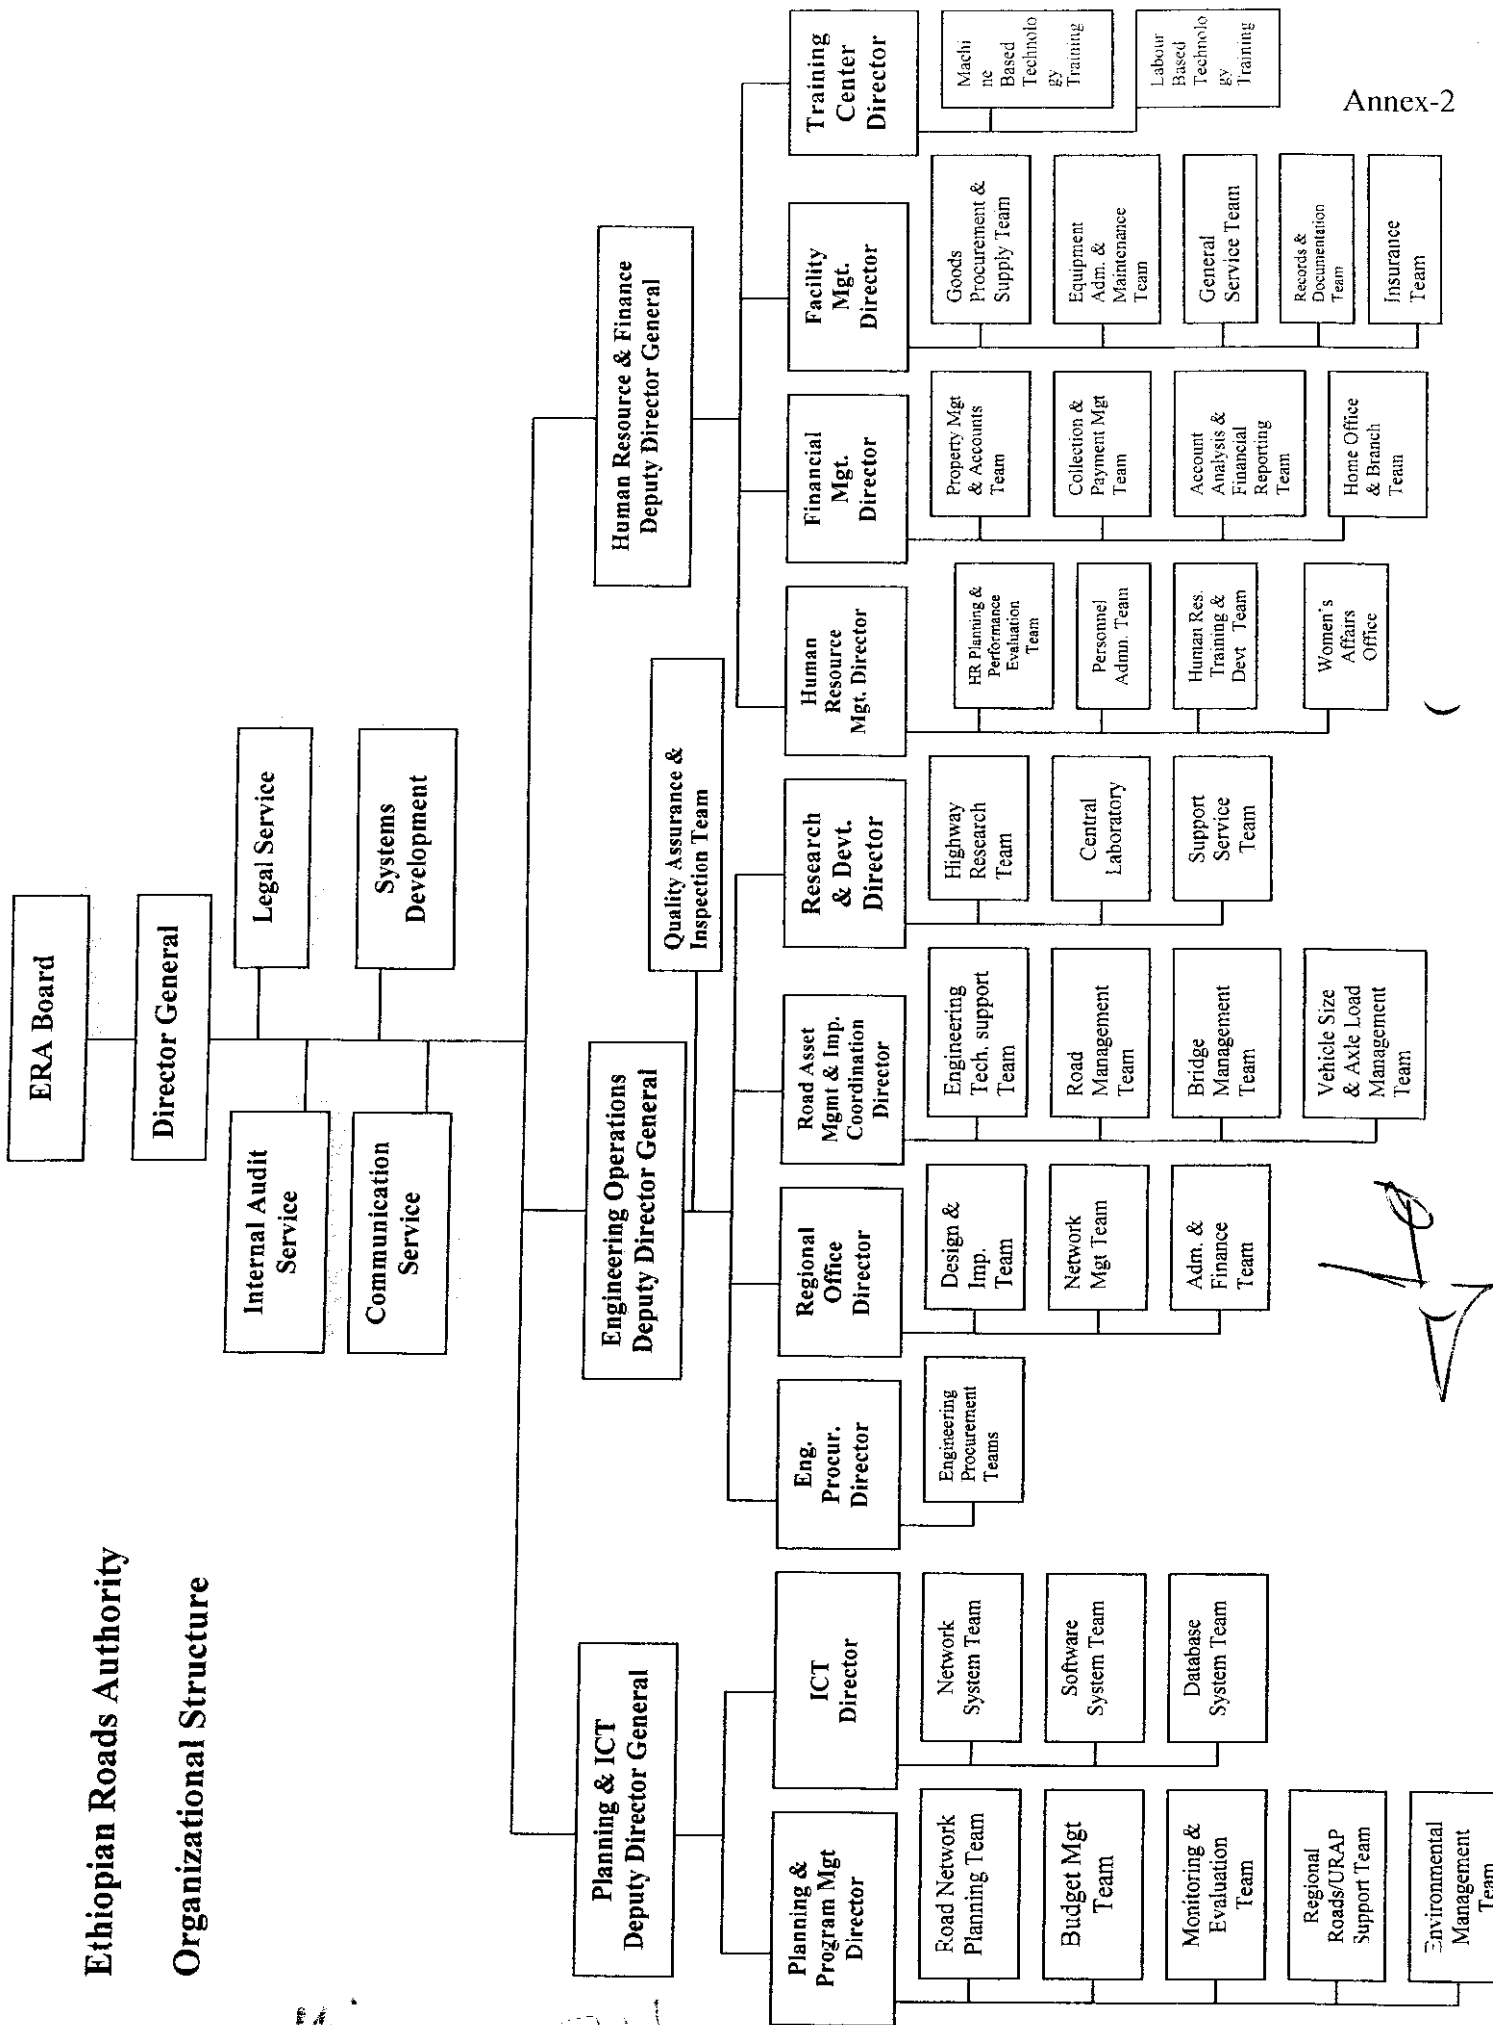 Annex-2
Ethiopian Roads Authority
Organizational Structure
ERA Board
Director General
Internal Audit
Service
Legal Service
Communication
Service
Systems
Development
Planning & ICT
Deputy Director General
Engineering Operations
Deputy Director General
Human Resource & Finance
Deputy Director General
Quality Assurance &
Inspection Team
Planning &
Program Mgt
Director
Road Network
Planning Team
Budget Mgt
Team
Monitoring &
Evaluation
Team
Regional
Roads/URAP
Support Team
Environmental
Management
Team
ICT
Director
Network
System Team
Software
System Team
Database
System Team
Eng.
Procur.
Director
Engineering
Procurement
Teams
Regional
Office
Director
Design &
Imp.
Team
Network
Mgt Team
Adm. &
Finance
Team
Road Asset
Mgmt & Imp.
Coordination
Director
Engineering
Tech. support
Team
Road
Management
Team
Bridge
Management
Team
Vehicle Size
& Axle Load
Management
Team
Research
& Devt.
Director
Highway
Research
Team
Central
Laboratory
Support
Service
Team
Human
Resource
Mgt. Director
HR Planning &
Performance
Evaluation
Team
Personnel
Admn. Team
Human Res.
Training &
Devt Team
Women's
Affairs
Office
Financial
Mgt.
Director
Property Mgt
& Accounts
Team
Collection &
Payment Mgt
Team
Account
Analysis &
Financial
Reporting
Team
Home Office
& Branch
Team
Facility
Mgt.
Director
Goods
Procurement &
Supply Team
Equipment
Adm. &
Maintenance
Team
General
Service Team
Records &
Documentation
Team
Insurance
Team
Training
Center
Director
Machi
ne
Based
Technolo
gy
Training
Labour
Based
Technolo
gy
Training